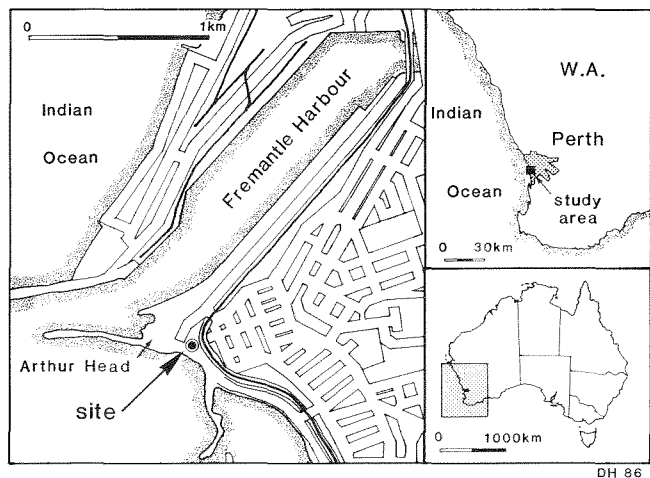 0 1km
Indian
Ocean
Fremantle Harbour
Arthur Head
site
W.A.
Indian
Perth
Ocean
study
area
0 30km
0 1000km
DH 86